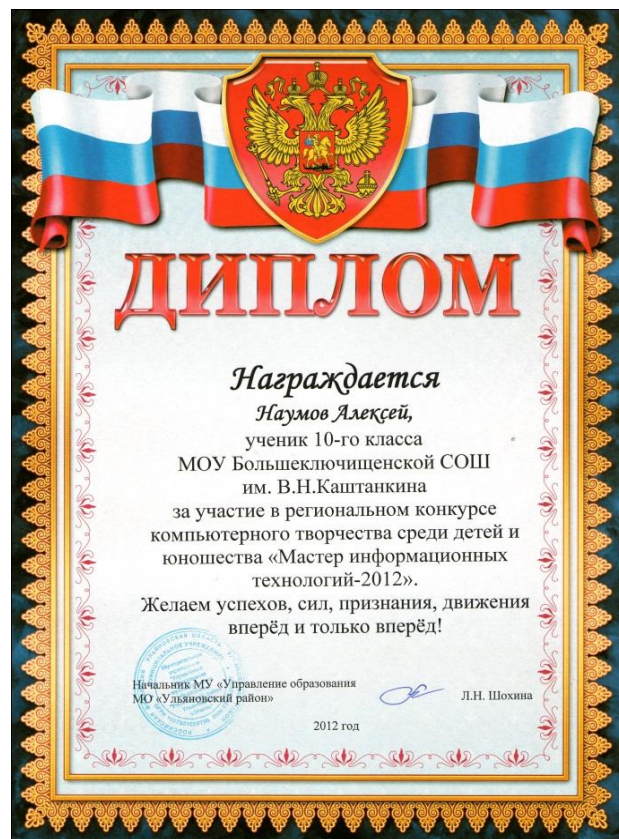 ДИПЛОМ
Награждается
Наумов Алексей,
ученик 10-го класса
МОУ Большеключищенской СОШ
им. В.Н.Каштанкина
за участие в региональном конкурсе
компьютерного творчества среди детей и
юношества «Мастер информационных
технологий-2012».
Желаем успехов, сил, признания, движения
вперёд и только вперёд!
Начальник МУ «Управление образования
МО «Ульяновский район»
Л.Н. Шохина
2012 год